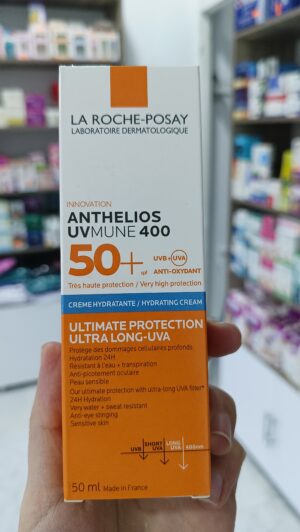 LA ROCHE-POSAY
LABORATOIRE DERMATOLOGIQUE
INNOVATION
ANTHELIOS
UVMUNE 400
50+ spf UVB+UVA
ANTI-OXYDANT
Très haute protection / Very high protection
CREME HYDRATANTE / HYDRATING CREAM
ULTIMATE PROTECTION
ULTRA LONG-UVA
Protège des dommages cellulaires profonds
Hydratation 24H
Résistant à l'eau + transpiration
Anti-picotement oculaire
Peau sensible
Our ultimate protection with ultra-long UVA filter*
24H Hydration
Very water + sweat resistant
Anti-eye stinging
Sensitive skin
UVB SHORT UVA LONG UVA 400nm
50 ml Made in France